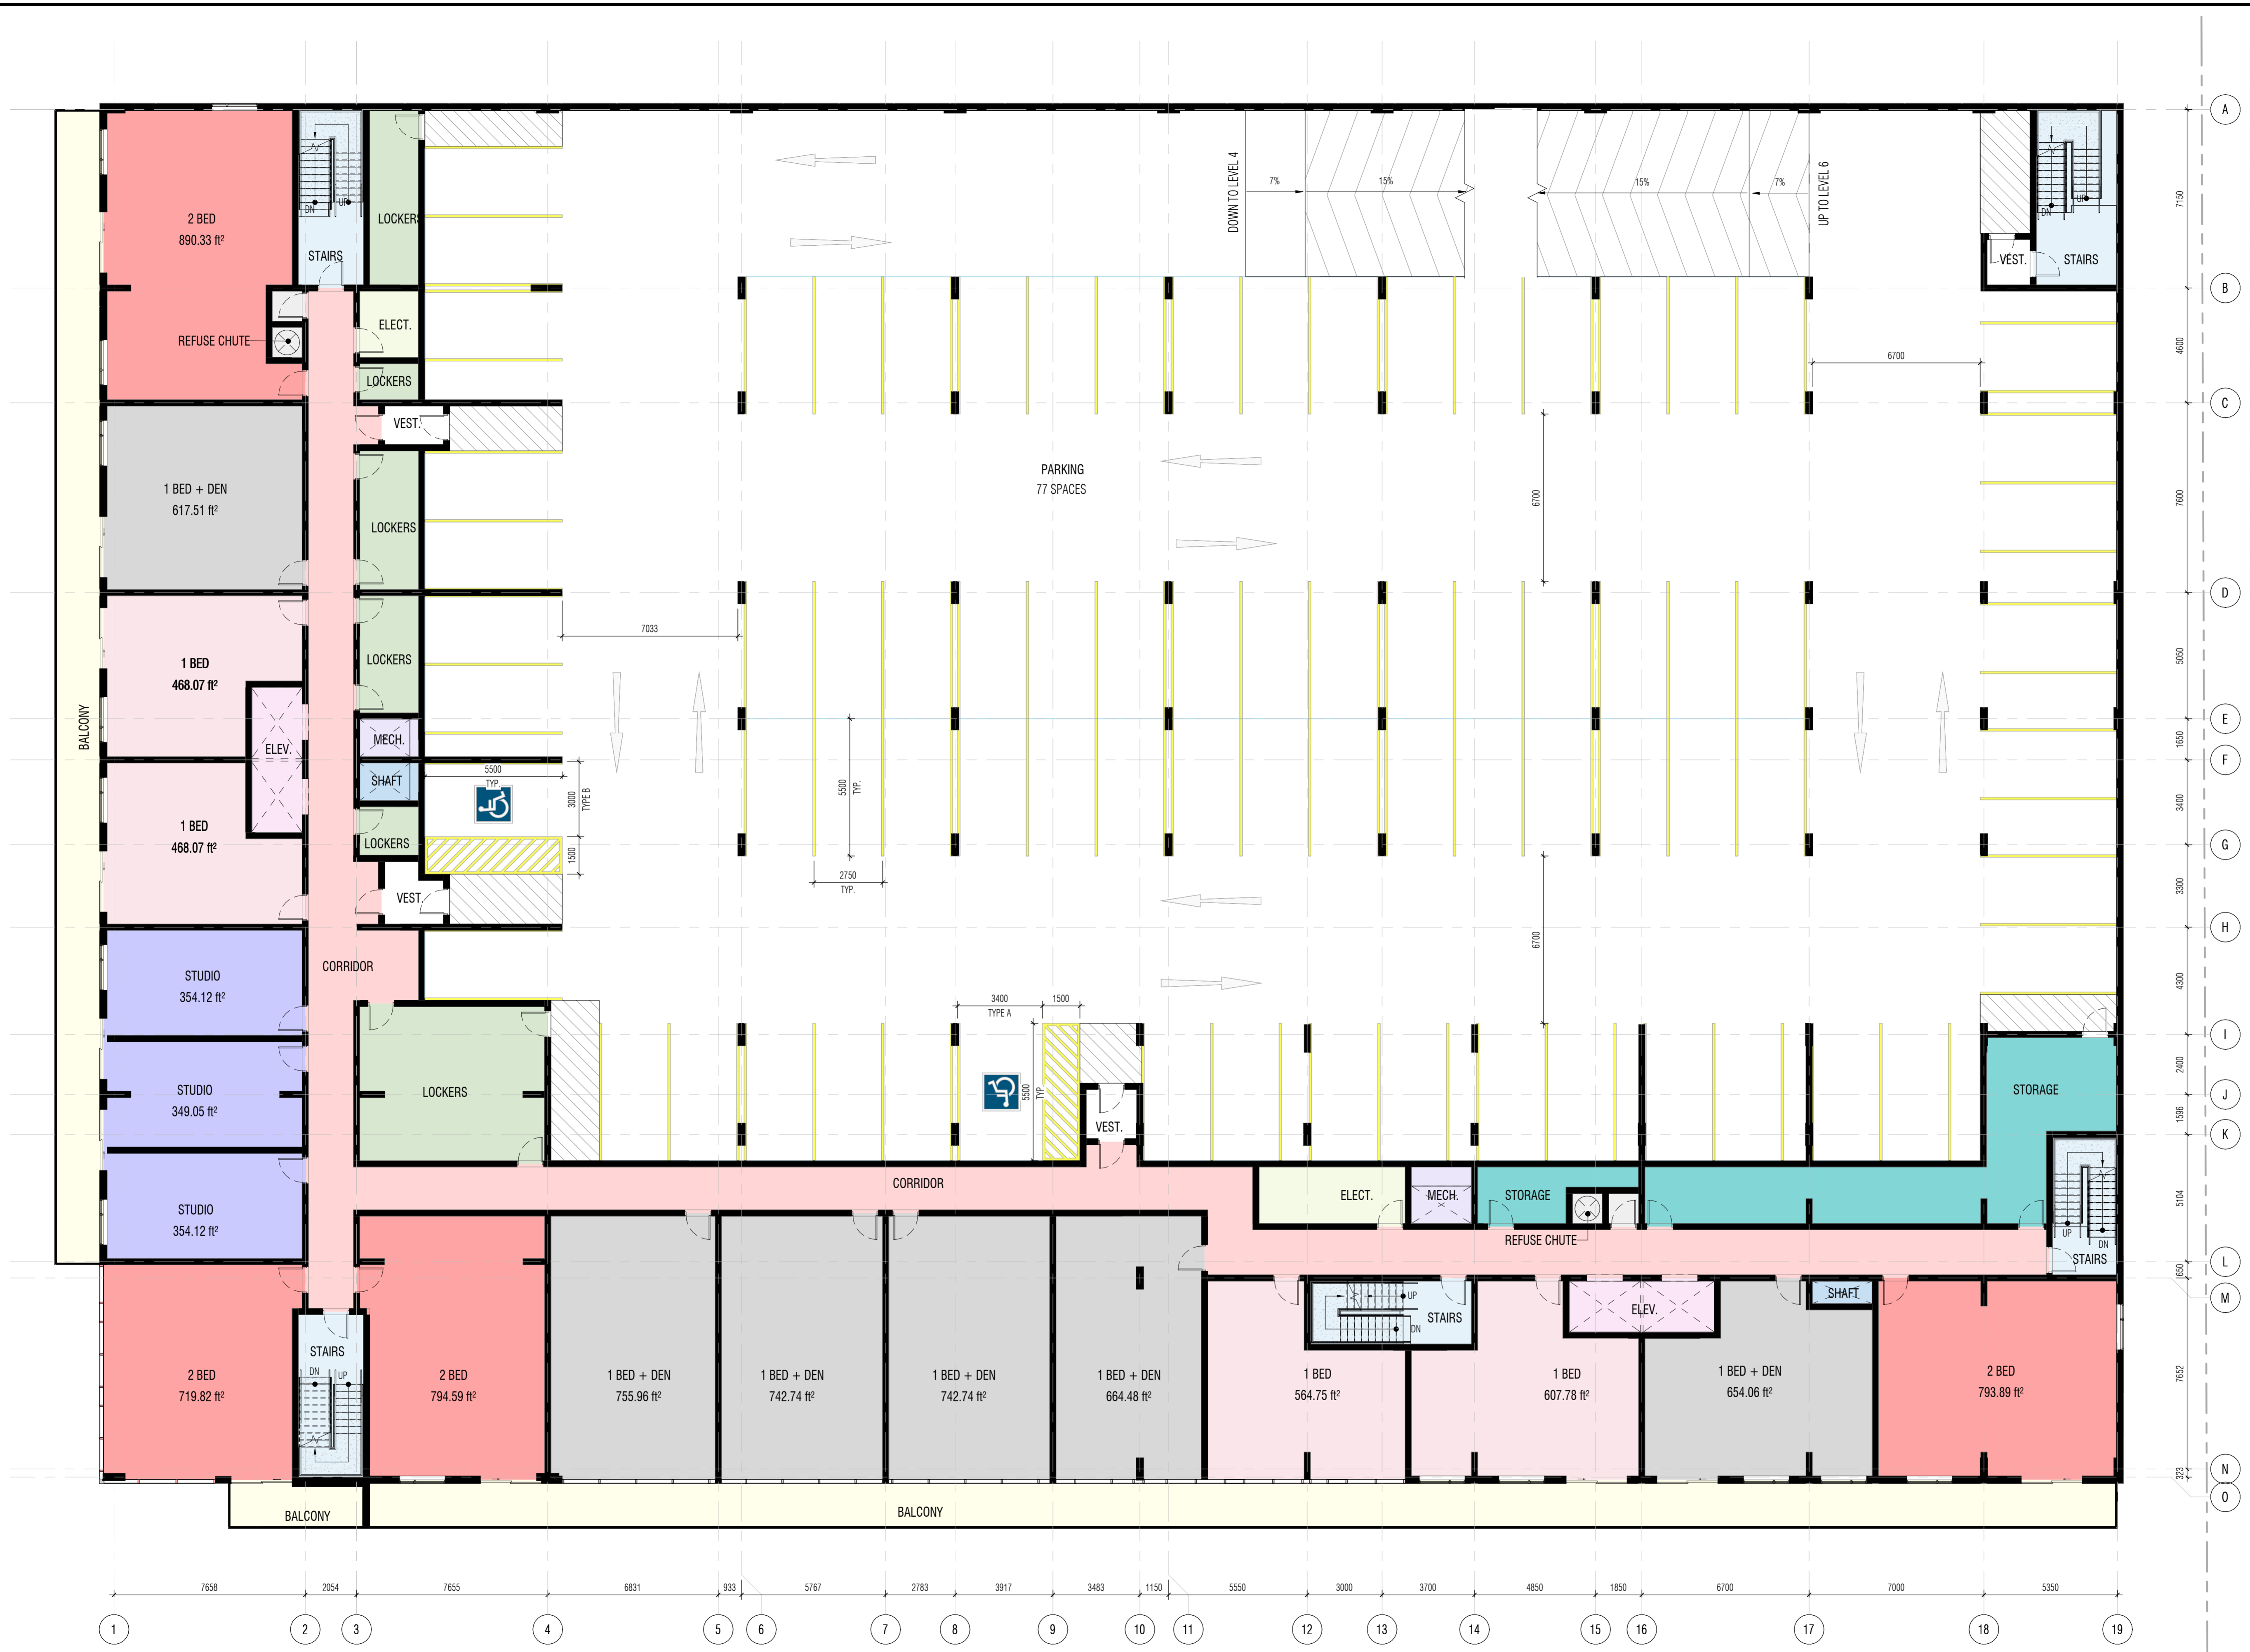 A
B
C
D
E
F
G
H
I
J
K
L
M
N
O
7150
4600
7600
5050
1650
3400
3300
4300
2400
1596
5104
1650
7652
323
2 BED
890.33 ft²
DN
UP
STAIRS
LOCKERS
DOWN TO LEVEL 4
7%
15%
15%
7%
UP TO LEVEL 6
DN
UP
VEST.
STAIRS
REFUSE CHUTE
ELECT.
LOCKERS
6700
VEST.
1 BED + DEN
617.51 ft²
LOCKERS
PARKING
77 SPACES
6700
7033
1 BED
468.07 ft²
LOCKERS
BALCONY
ELEV.
MECH.
SHAFT
5500
TYP.
3000
TYPE B
1500
5500
TYP.
2750
TYP.
1 BED
468.07 ft²
LOCKERS
VEST.
6700
STUDIO
354.12 ft²
CORRIDOR
3400
TYPE A
1500
5500
TYP.
STUDIO
349.05 ft²
LOCKERS
VEST.
STORAGE
STUDIO
354.12 ft²
CORRIDOR
ELECT.
MECH.
STORAGE
REFUSE CHUTE
UP
DN
STAIRS
STAIRS
DN
UP
UP
DN
STAIRS
ELEV.
SHAFT
2 BED
719.82 ft²
2 BED
794.59 ft²
1 BED + DEN
755.96 ft²
1 BED + DEN
742.74 ft²
1 BED + DEN
742.74 ft²
1 BED + DEN
664.48 ft²
1 BED
564.75 ft²
1 BED
607.78 ft²
1 BED + DEN
654.06 ft²
2 BED
793.89 ft²
BALCONY
BALCONY
7658
2054
7655
6831
933
5767
2783
3917
3483
1150
5550
3000
3700
4850
1850
6700
7000
5350
1
2
3
4
5
6
7
8
9
10
11
12
13
14
15
16
17
18
19